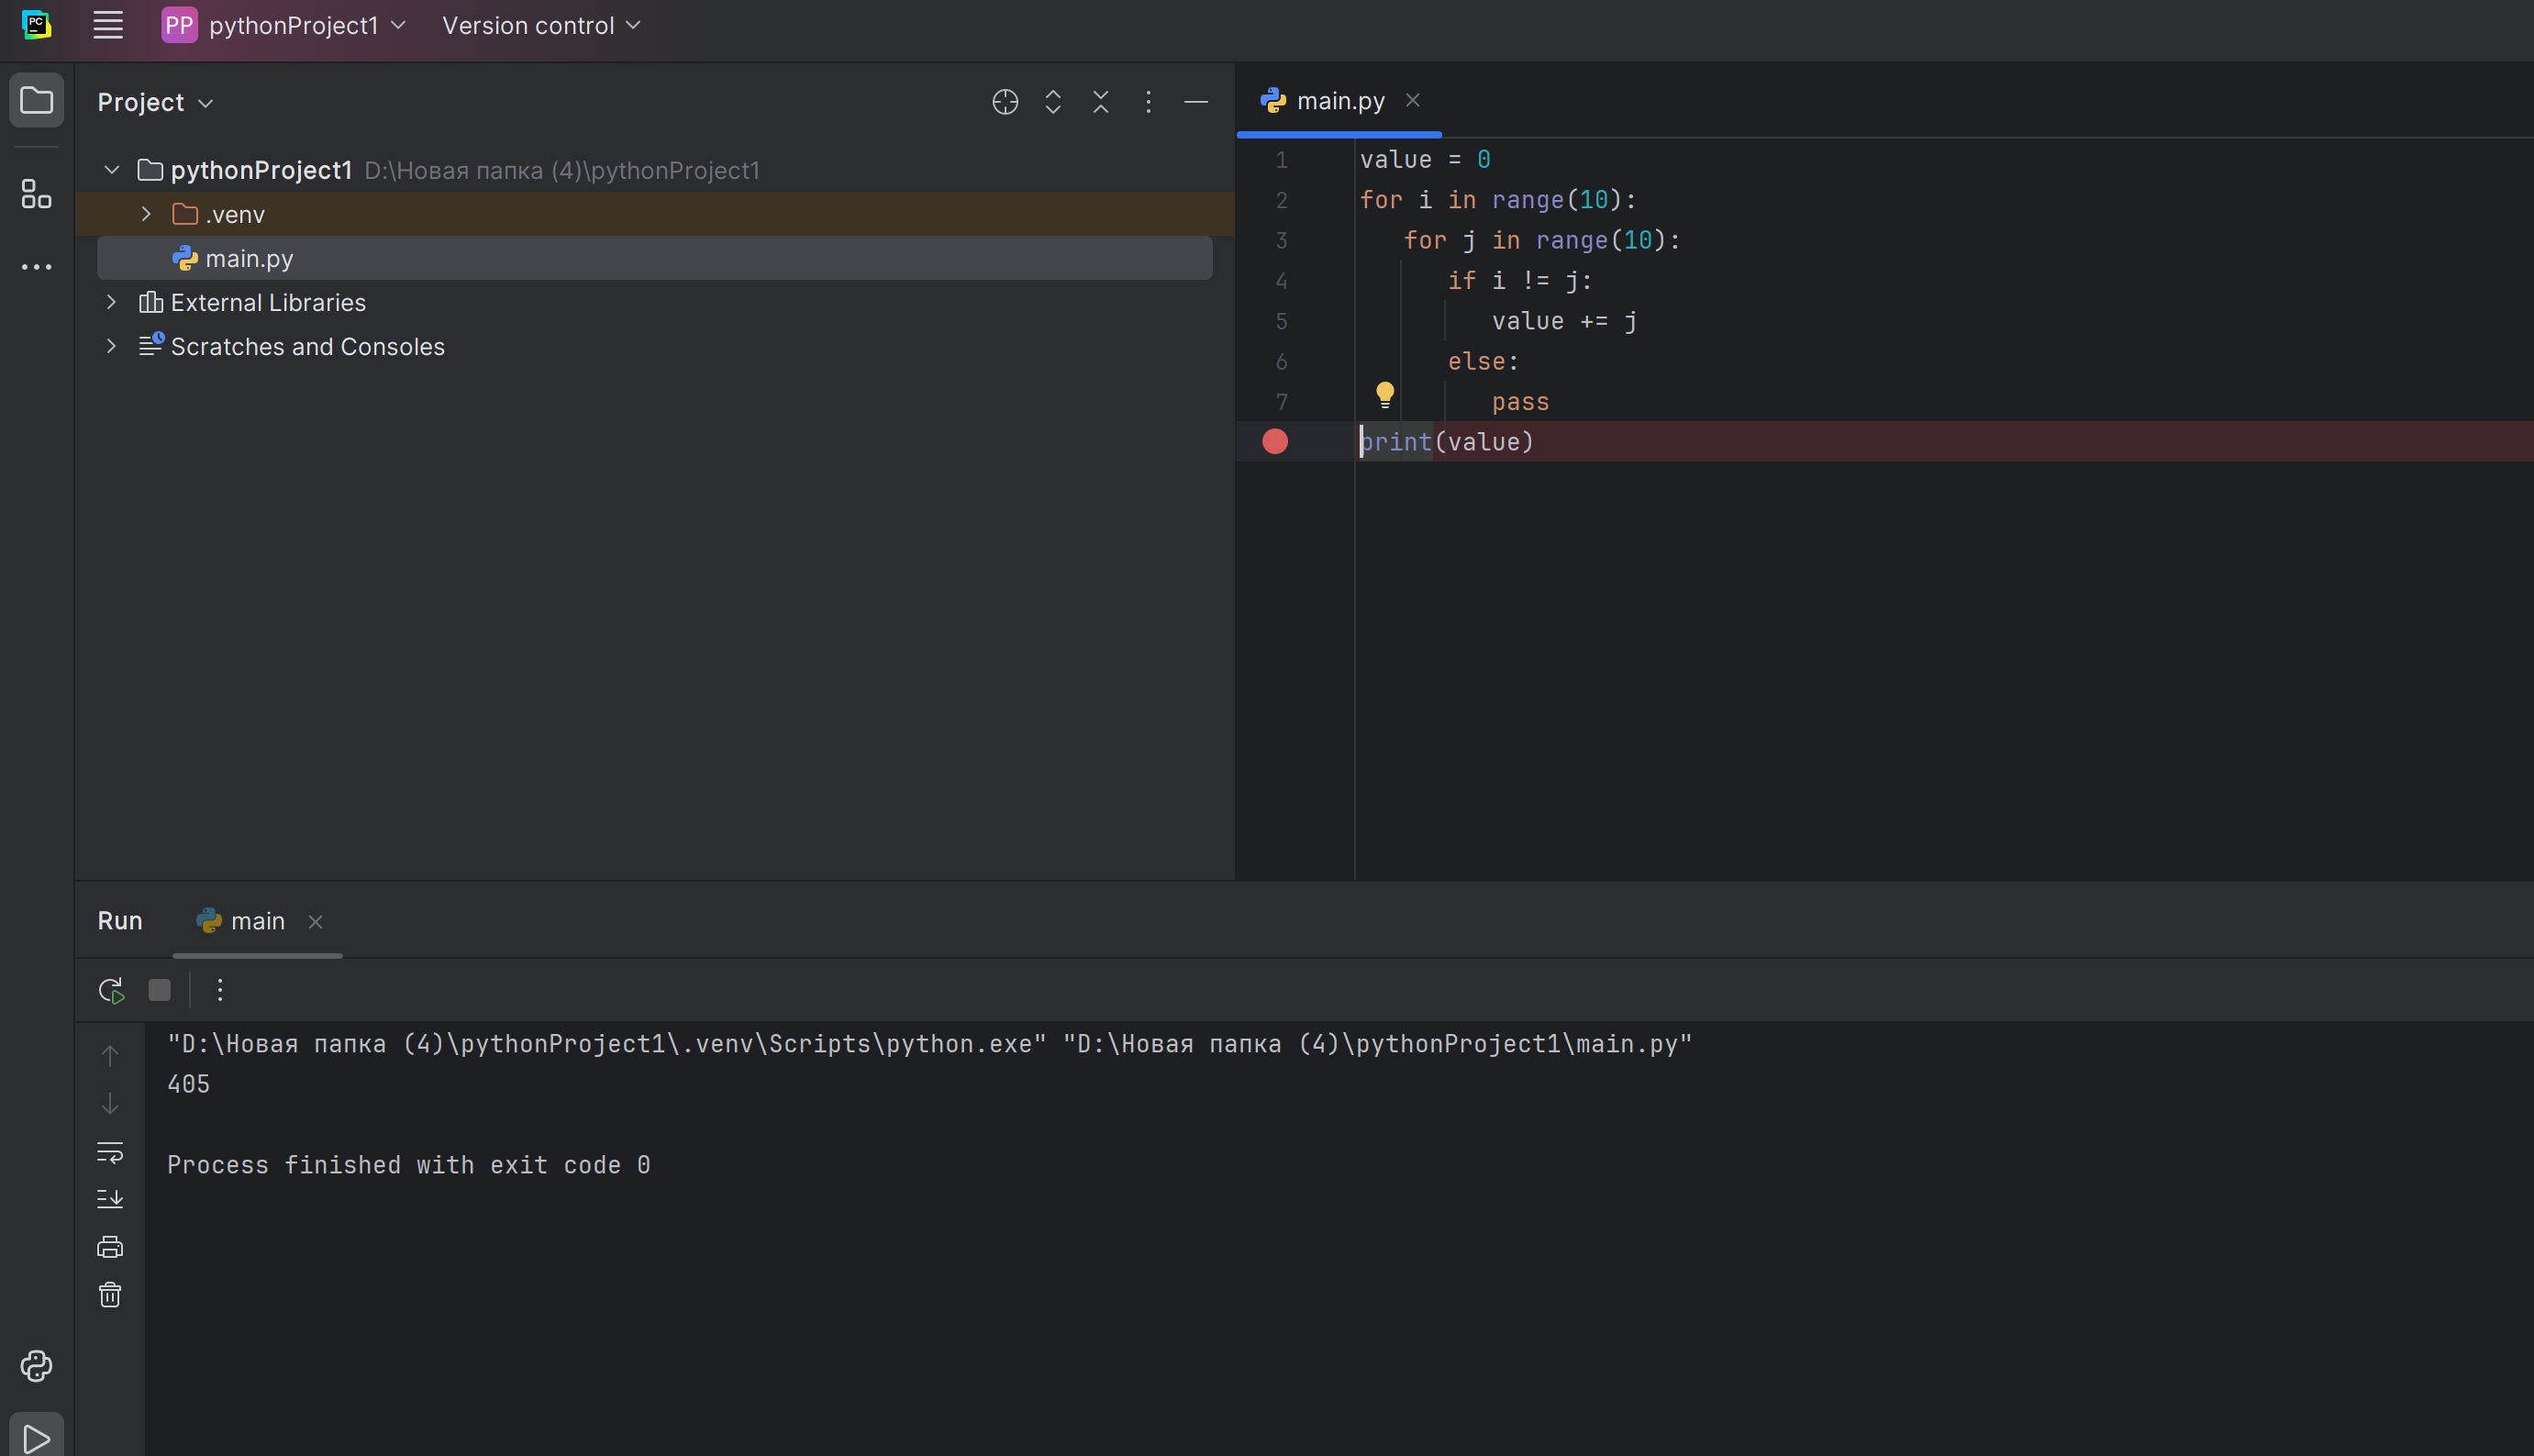 PC
PP pythonProject1 Version control
Project
pythonProject1 D:\Новая папка (4)\pythonProject1
.venv
main.py
External Libraries
Scratches and Consoles
main.py
1 value = 0
2 for i in range(10):
3 for j in range(10):
4 if i != j:
5 value += j
6 else:
7 pass
print(value)
Run main
"D:\Новая папка (4)\pythonProject1\.venv\Scripts\python.exe" "D:\Новая папка (4)\pythonProject1\main.py"
405
Process finished with exit code 0